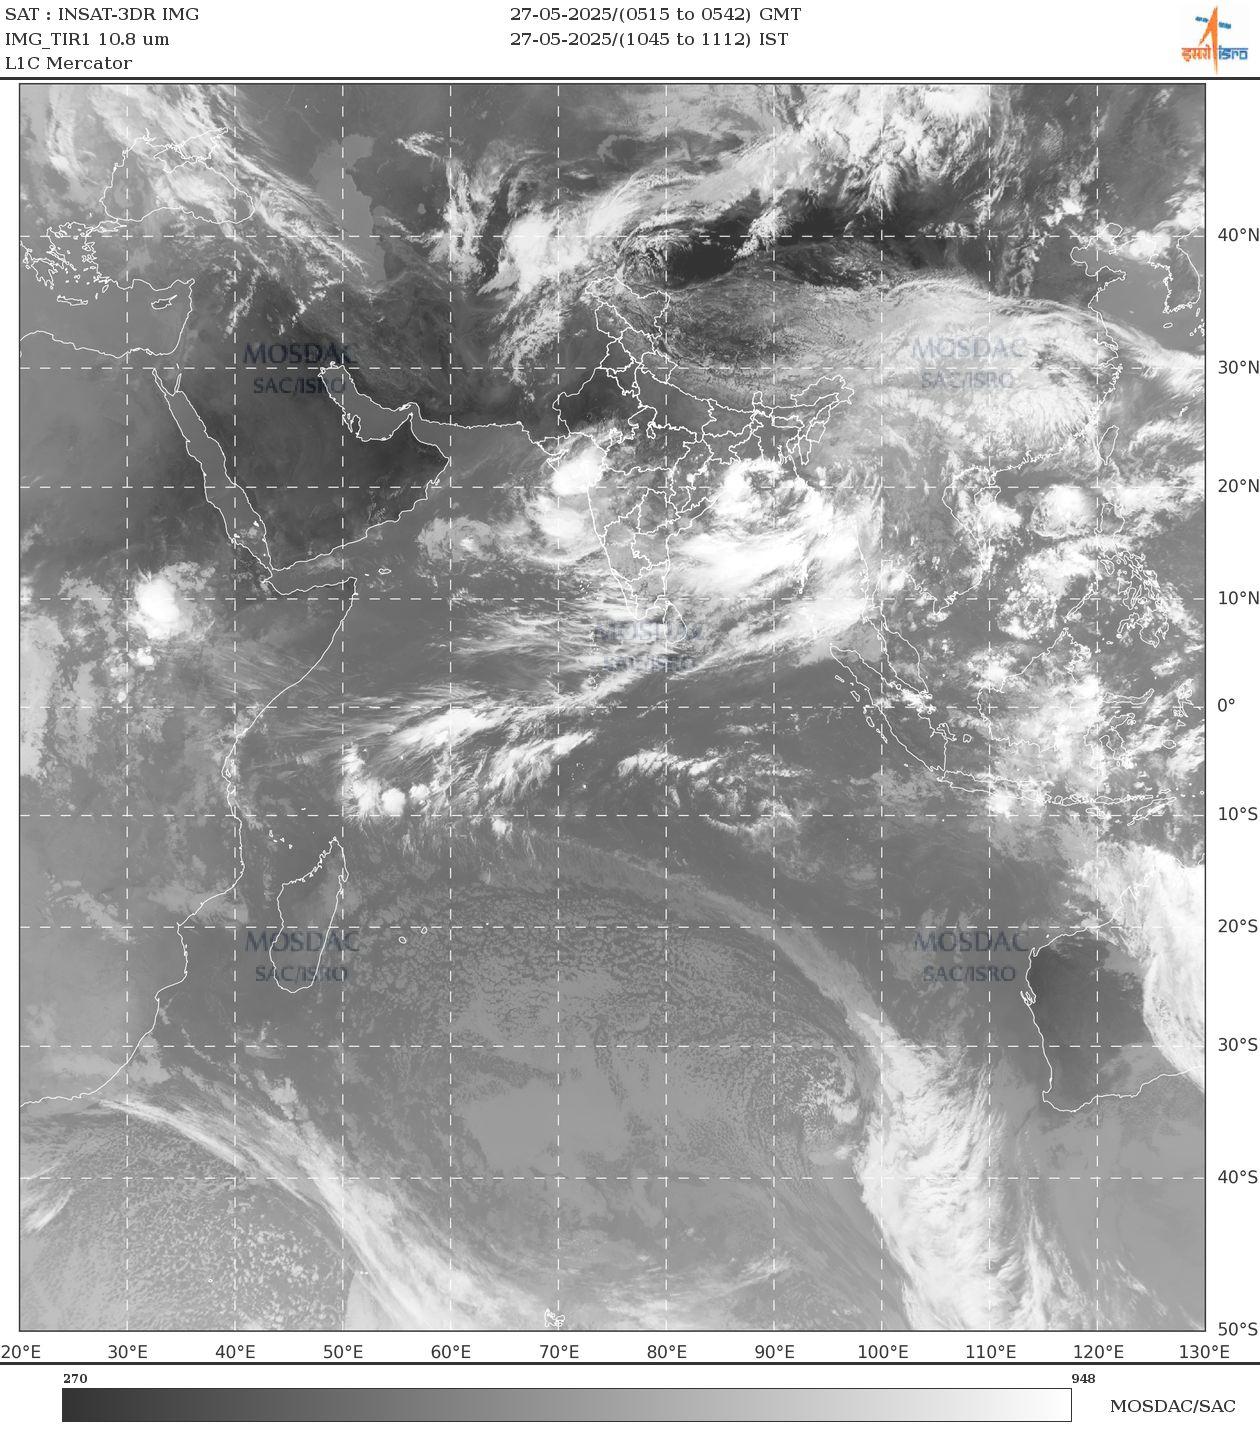 SAT : INSAT-3DR IMG
27-05-2025/(0515 to 0542) GMT
IMG_TIR1 10.8 um
27-05-2025/(1045 to 1112) IST
L1C Mercator
इसरो isro
40°N
MOSDAC
SAC/ISRO
MOSDAC
SAC/ISRO
30°N
20°N
10°N
MOSDAC
SAC/ISRO
0°
10°S
20°S
MOSDAC
SAC/ISRO
MOSDAC
SAC/ISRO
30°S
40°S
50°S
20°E 30°E 40°E 50°E 60°E 70°E 80°E 90°E 100°E 110°E 120°E 130°E
270
948
MOSDAC/SAC